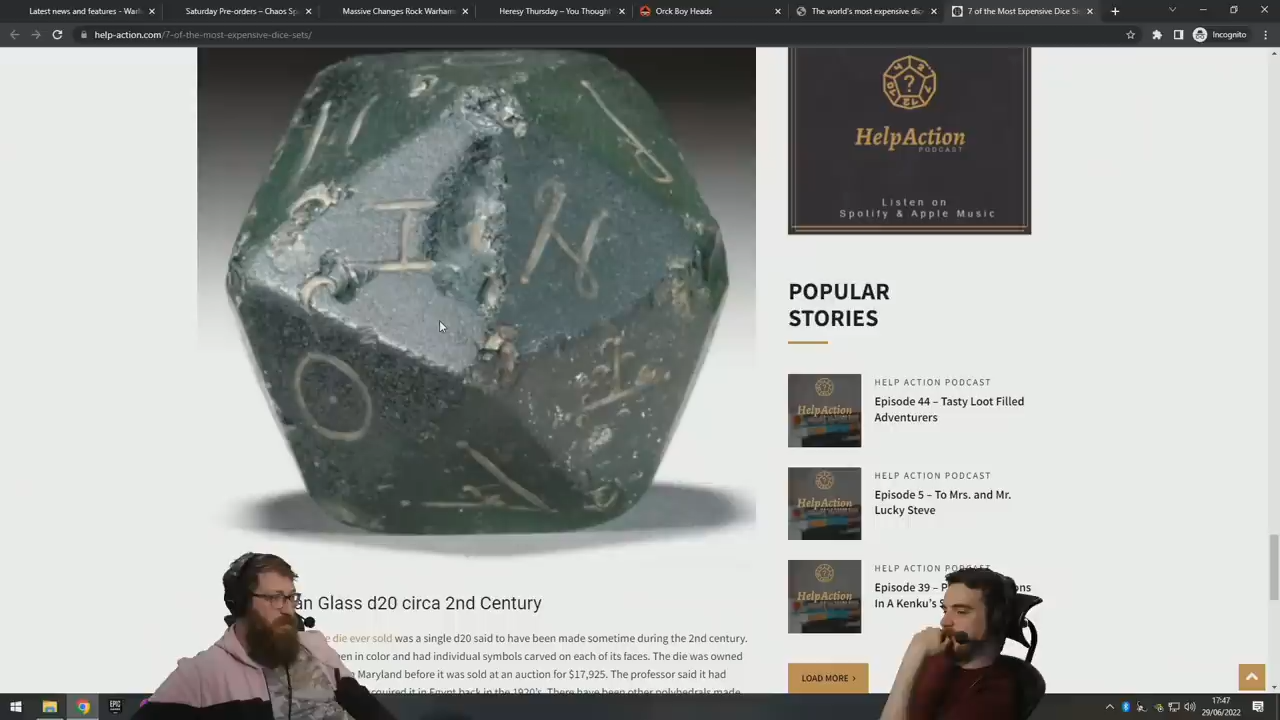 Latest news and features - War
Saturday Pre-orders – Chaos Sp
Massive Changes Rock Warham
Heresy Thursday – You Thought
Orck Boy Heads
The world's most expensive di
7 of the Most Expensive Dice Se
help-action.com/7-of-the-most-expensive-dice-sets/
Incognito
I
N
HelpAction
PODCAST
Listen on
Spotify & Apple Music
POPULAR
STORIES
HELP ACTION PODCAST
Episode 44 – Tasty Loot Filled
Adventurers
HELP ACTION PODCAST
Episode 5 – To Mrs. and Mr.
Lucky Steve
HELP ACTION PODCAST
Episode 39 –
In A Kenku's
HelpAction
HelpAction
HelpAction
LOAD MORE
an Glass d20 circa 2nd Century
die ever sold was a single d20 said to have been made sometime during the 2nd century.
en in color and had individual symbols carved on each of its faces. The die was owned
Maryland before it was sold at an auction for $17,925. The professor said it had
acquired it in Egypt back in the 1920's. There have been other polyhedrals made
EPIC
17:47
29/06/2022